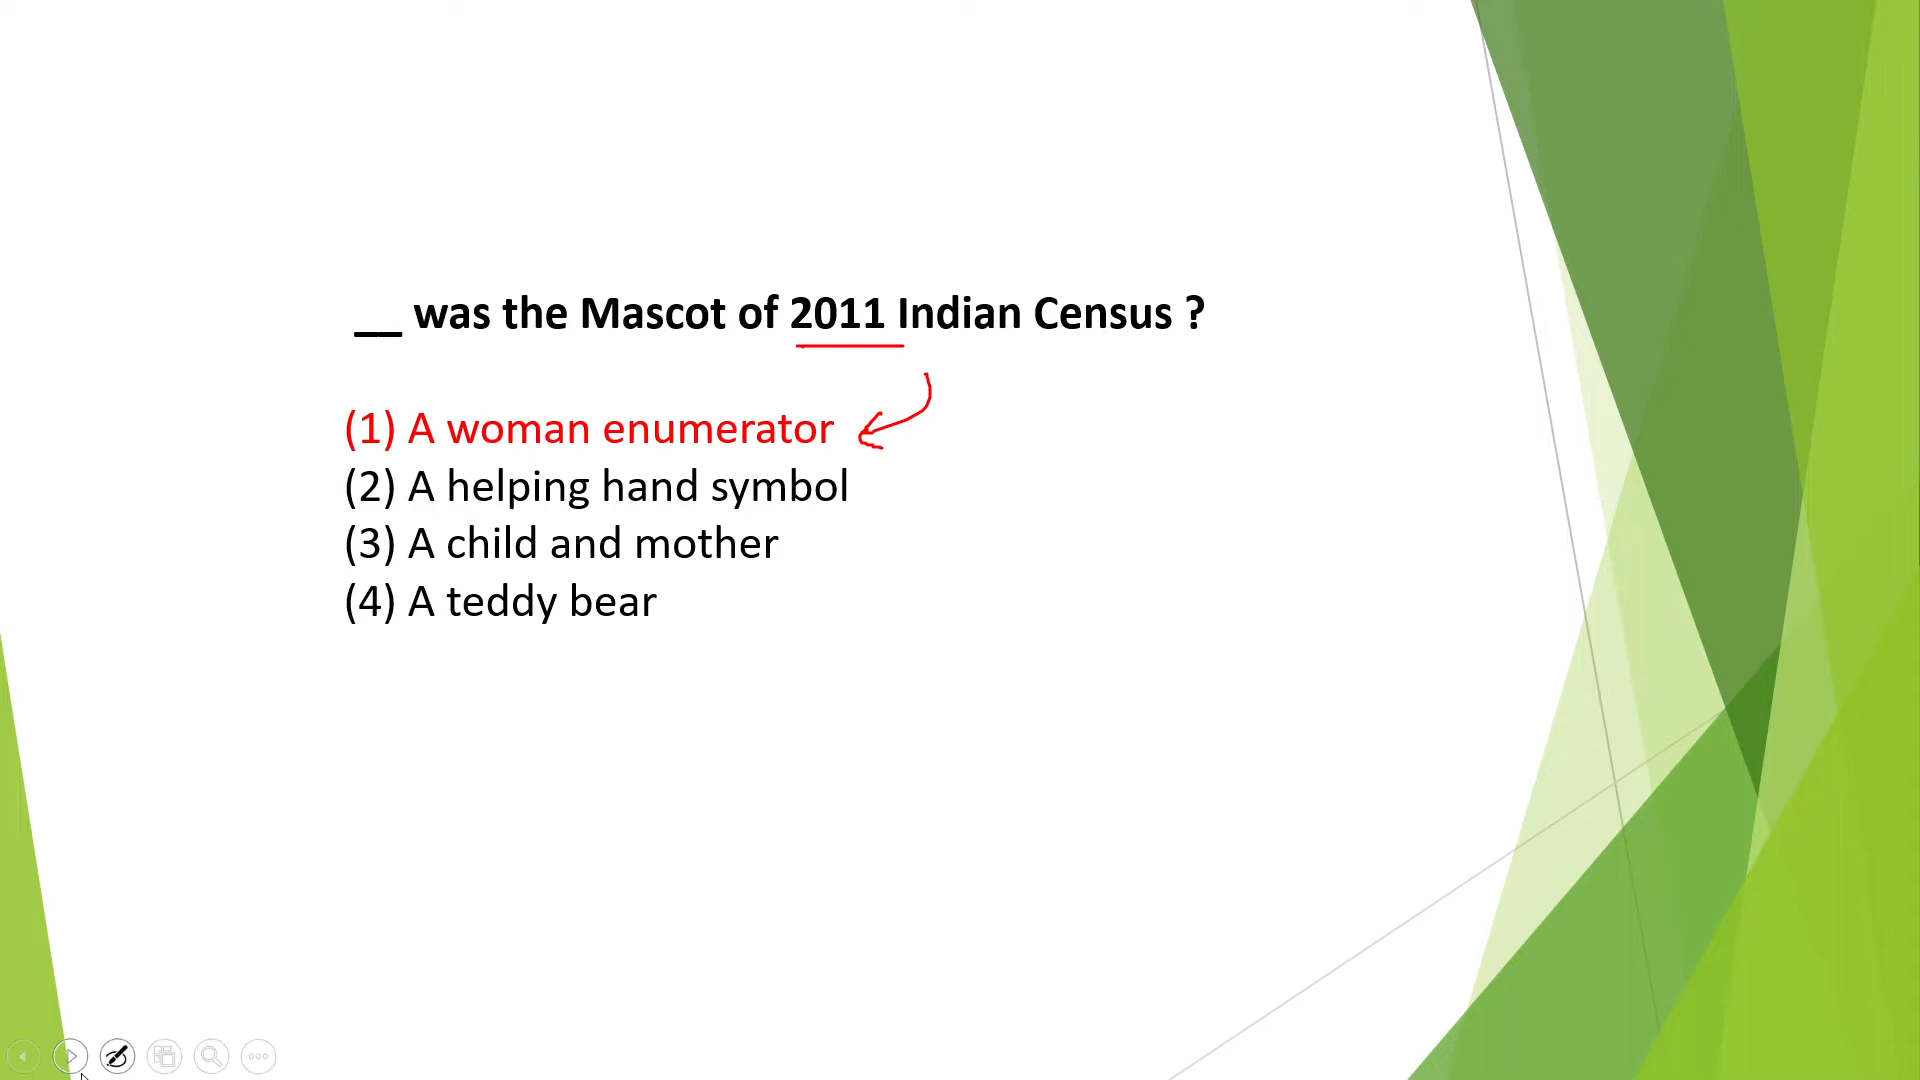 __ was the Mascot of 2011 Indian Census ?
(1) A woman enumerator
(2) A helping hand symbol
(3) A child and mother
(4) A teddy bear